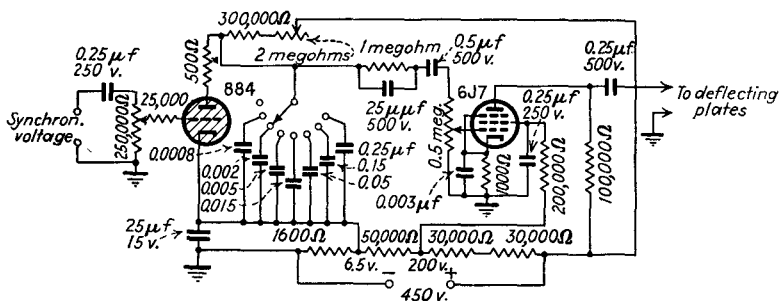 300,000Ω
2 megohms
1 megohm
0.5μf
500 v.
0.25μf
500v.
0.25μf
250 v.
500Ω
884
6J7
0.25μf
250 v.
To deflecting
plates
Synchron.
voltage
250,000Ω
25,000
25μμf
500 v.
0.5 meg.
0.0008
0.002
0.005
0.015
0.25μf
0.15
0.05
0.003μf
1000Ω
200,000Ω
100,000Ω
25μf
15 v.
1600Ω
50,000Ω
30,000Ω
30,000Ω
6.5v.
200v.
- +
450 v.